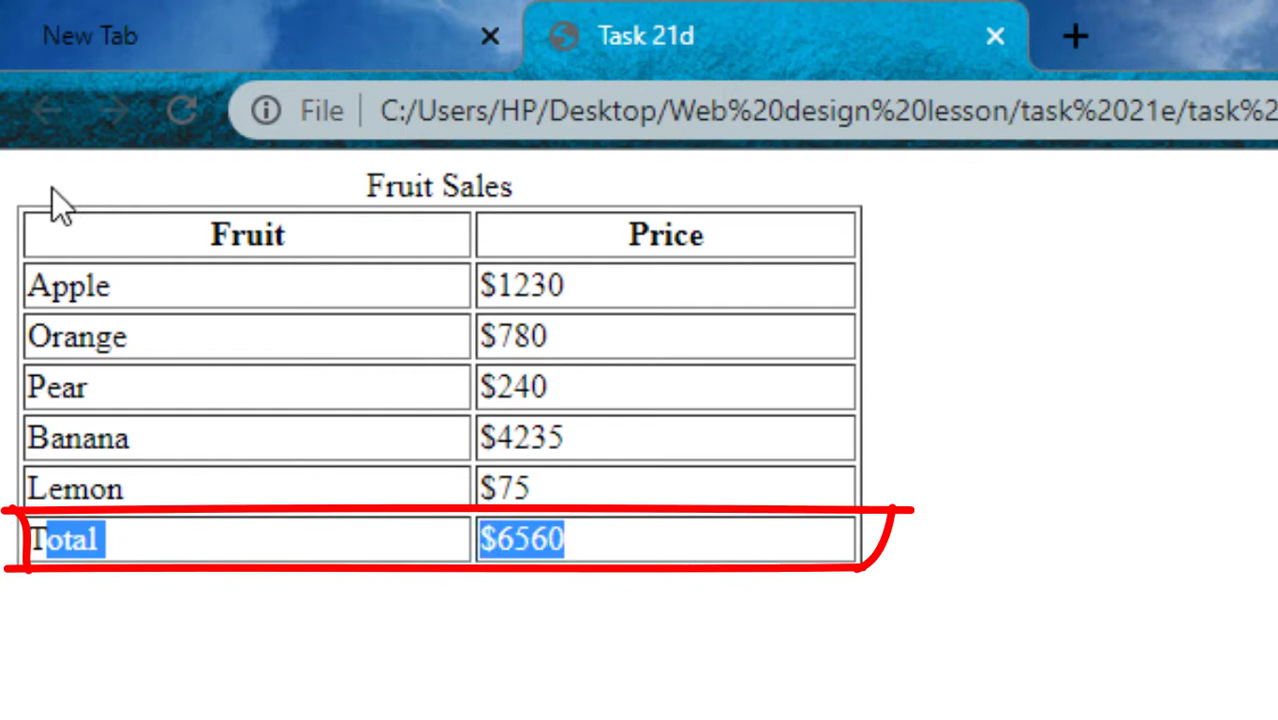 New Tab
Task 21d
File
C:/Users/HP/Desktop/Web%20design%20lesson/task%2021e/task%2
Fruit Sales
Fruit Price
Apple $1230
Orange $780
Pear $240
Banana $4235
Lemon $75
Total $6560